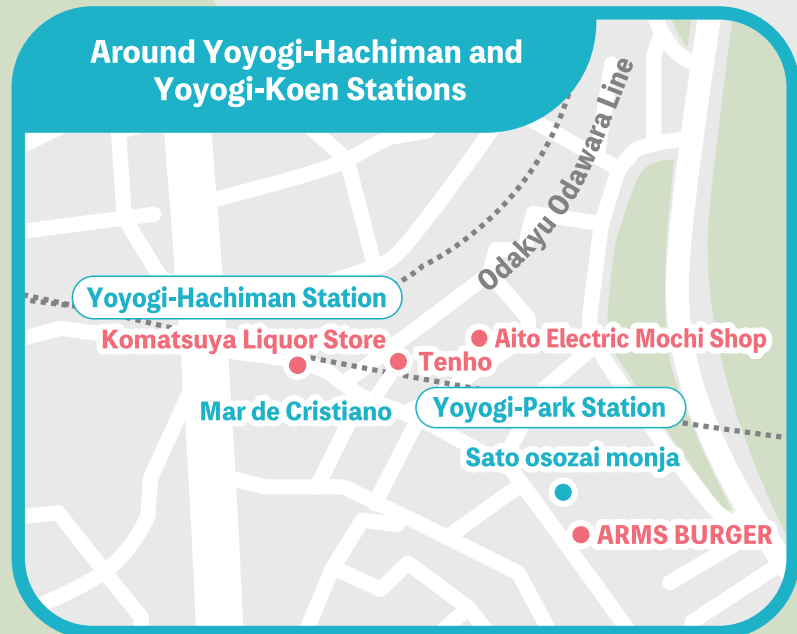 Around Yoyogi-Hachiman and
Yoyogi-Koen Stations
Odakyu Odawara Line
Yoyogi-Hachiman Station
Komatsuya Liquor Store
Aito Electric Mochi Shop
Tenho
Mar de Cristiano
Yoyogi-Park Station
Sato osozai monja
ARMS BURGER